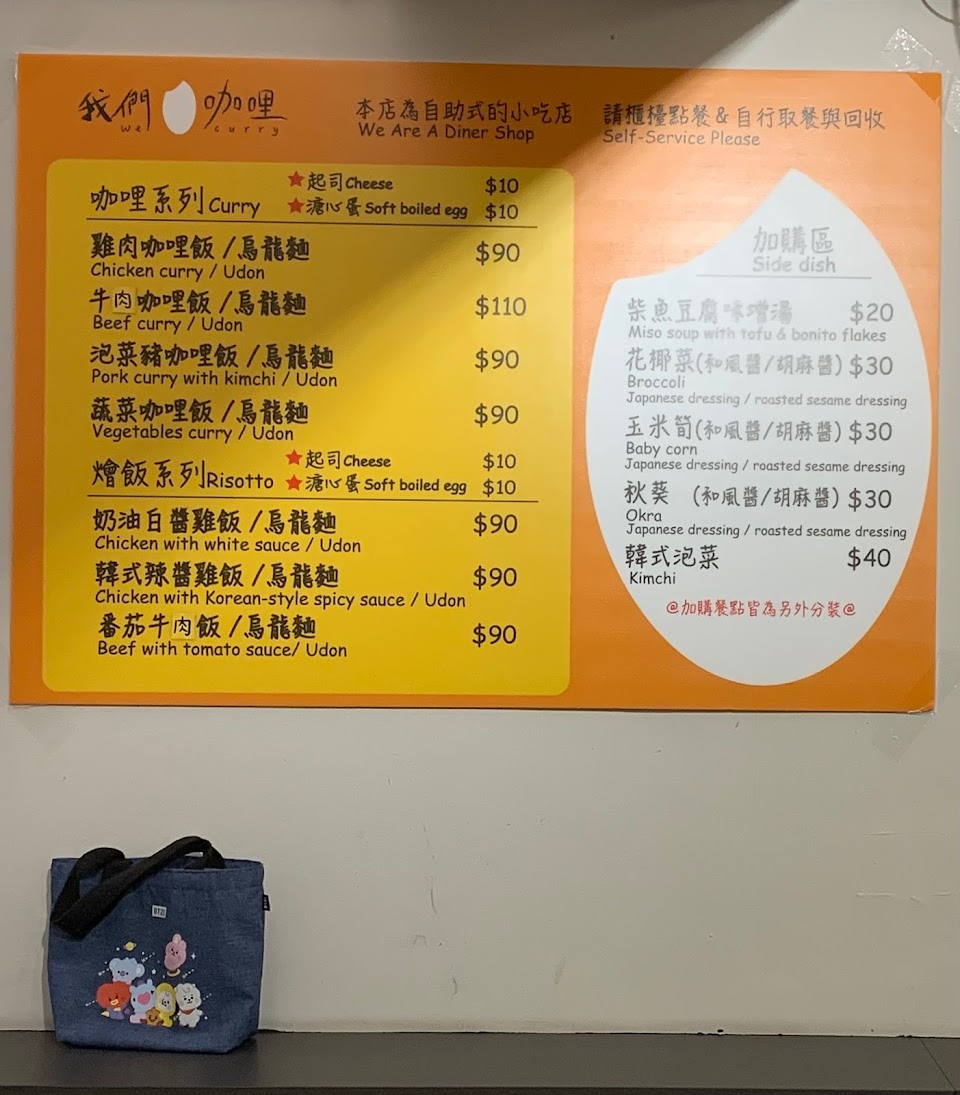 我們 咖哩
we curry
本店為自助式的小吃店
We Are A Diner Shop
請櫃檯點餐 & 自行取餐與回收
Self-Service Please
咖哩系列 Curry
★起司 Cheese $10
★溏心蛋 Soft boiled egg $10
雞肉咖哩飯 / 烏龍麵 $90
Chicken curry / Udon
牛肉咖哩飯 / 烏龍麵 $110
Beef curry / Udon
泡菜豬咖哩飯 / 烏龍麵 $90
Pork curry with kimchi / Udon
蔬菜咖哩飯 / 烏龍麵 $90
Vegetables curry / Udon
燴飯系列 Risotto
★起司 Cheese $10
★溏心蛋 Soft boiled egg $10
奶油白醬雞飯 / 烏龍麵 $90
Chicken with white sauce / Udon
韓式辣醬雞飯 / 烏龍麵 $90
Chicken with Korean-style spicy sauce / Udon
番茄牛肉飯 / 烏龍麵 $90
Beef with tomato sauce/ Udon
加購區
Side dish
柴魚豆腐味噌湯 $20
Miso soup with tofu & bonito flakes
花椰菜(和風醬/胡麻醬) $30
Broccoli
Japanese dressing / roasted sesame dressing
玉米筍(和風醬/胡麻醬) $30
Baby corn
Japanese dressing / roasted sesame dressing
秋葵 (和風醬/胡麻醬) $30
Okra
Japanese dressing / roasted sesame dressing
韓式泡菜 $40
Kimchi
@加購餐點皆為另外分裝@
BT21